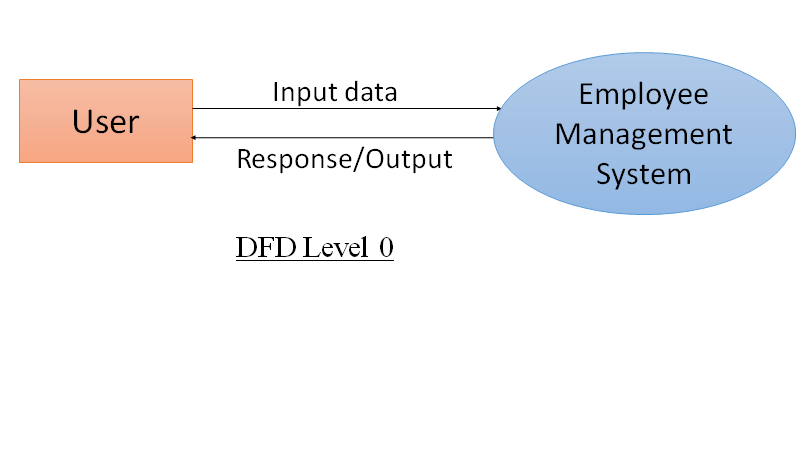 User
Input data
Response/Output
Employee
Management
System
DFD Level 0